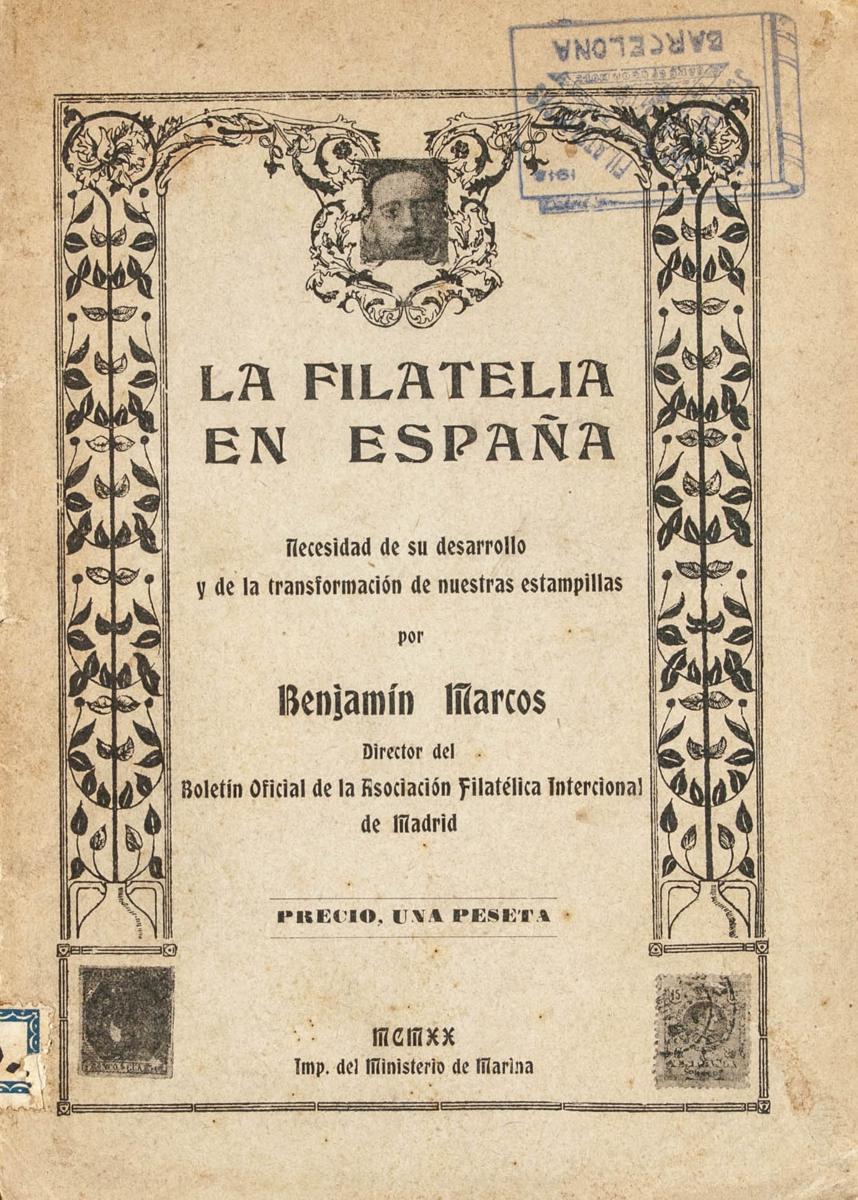 BARCELONA
1918
LA FILATELIA
EN ESPAÑA
Necesidad de su desarrollo
y de la transformación de nuestras estampillas
por
Benjamín Marcos
Director del
Boletín Oficial de la Asociación Filatélica Intercional
de Madrid
PRECIO, UNA PESETA
15
MCMXX
Imp. del Ministerio de Marina